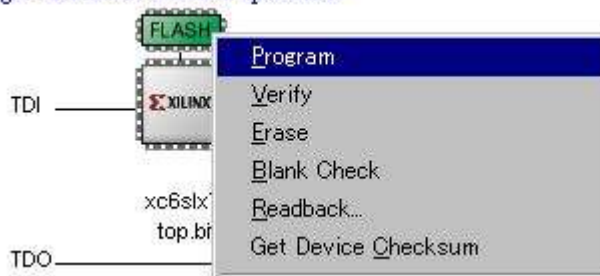 FLASH
Program
TDI
XILINX
Verify
Erase
Blank Check
xc6slx
Readback...
top.bi
Get Device Checksum
TDO